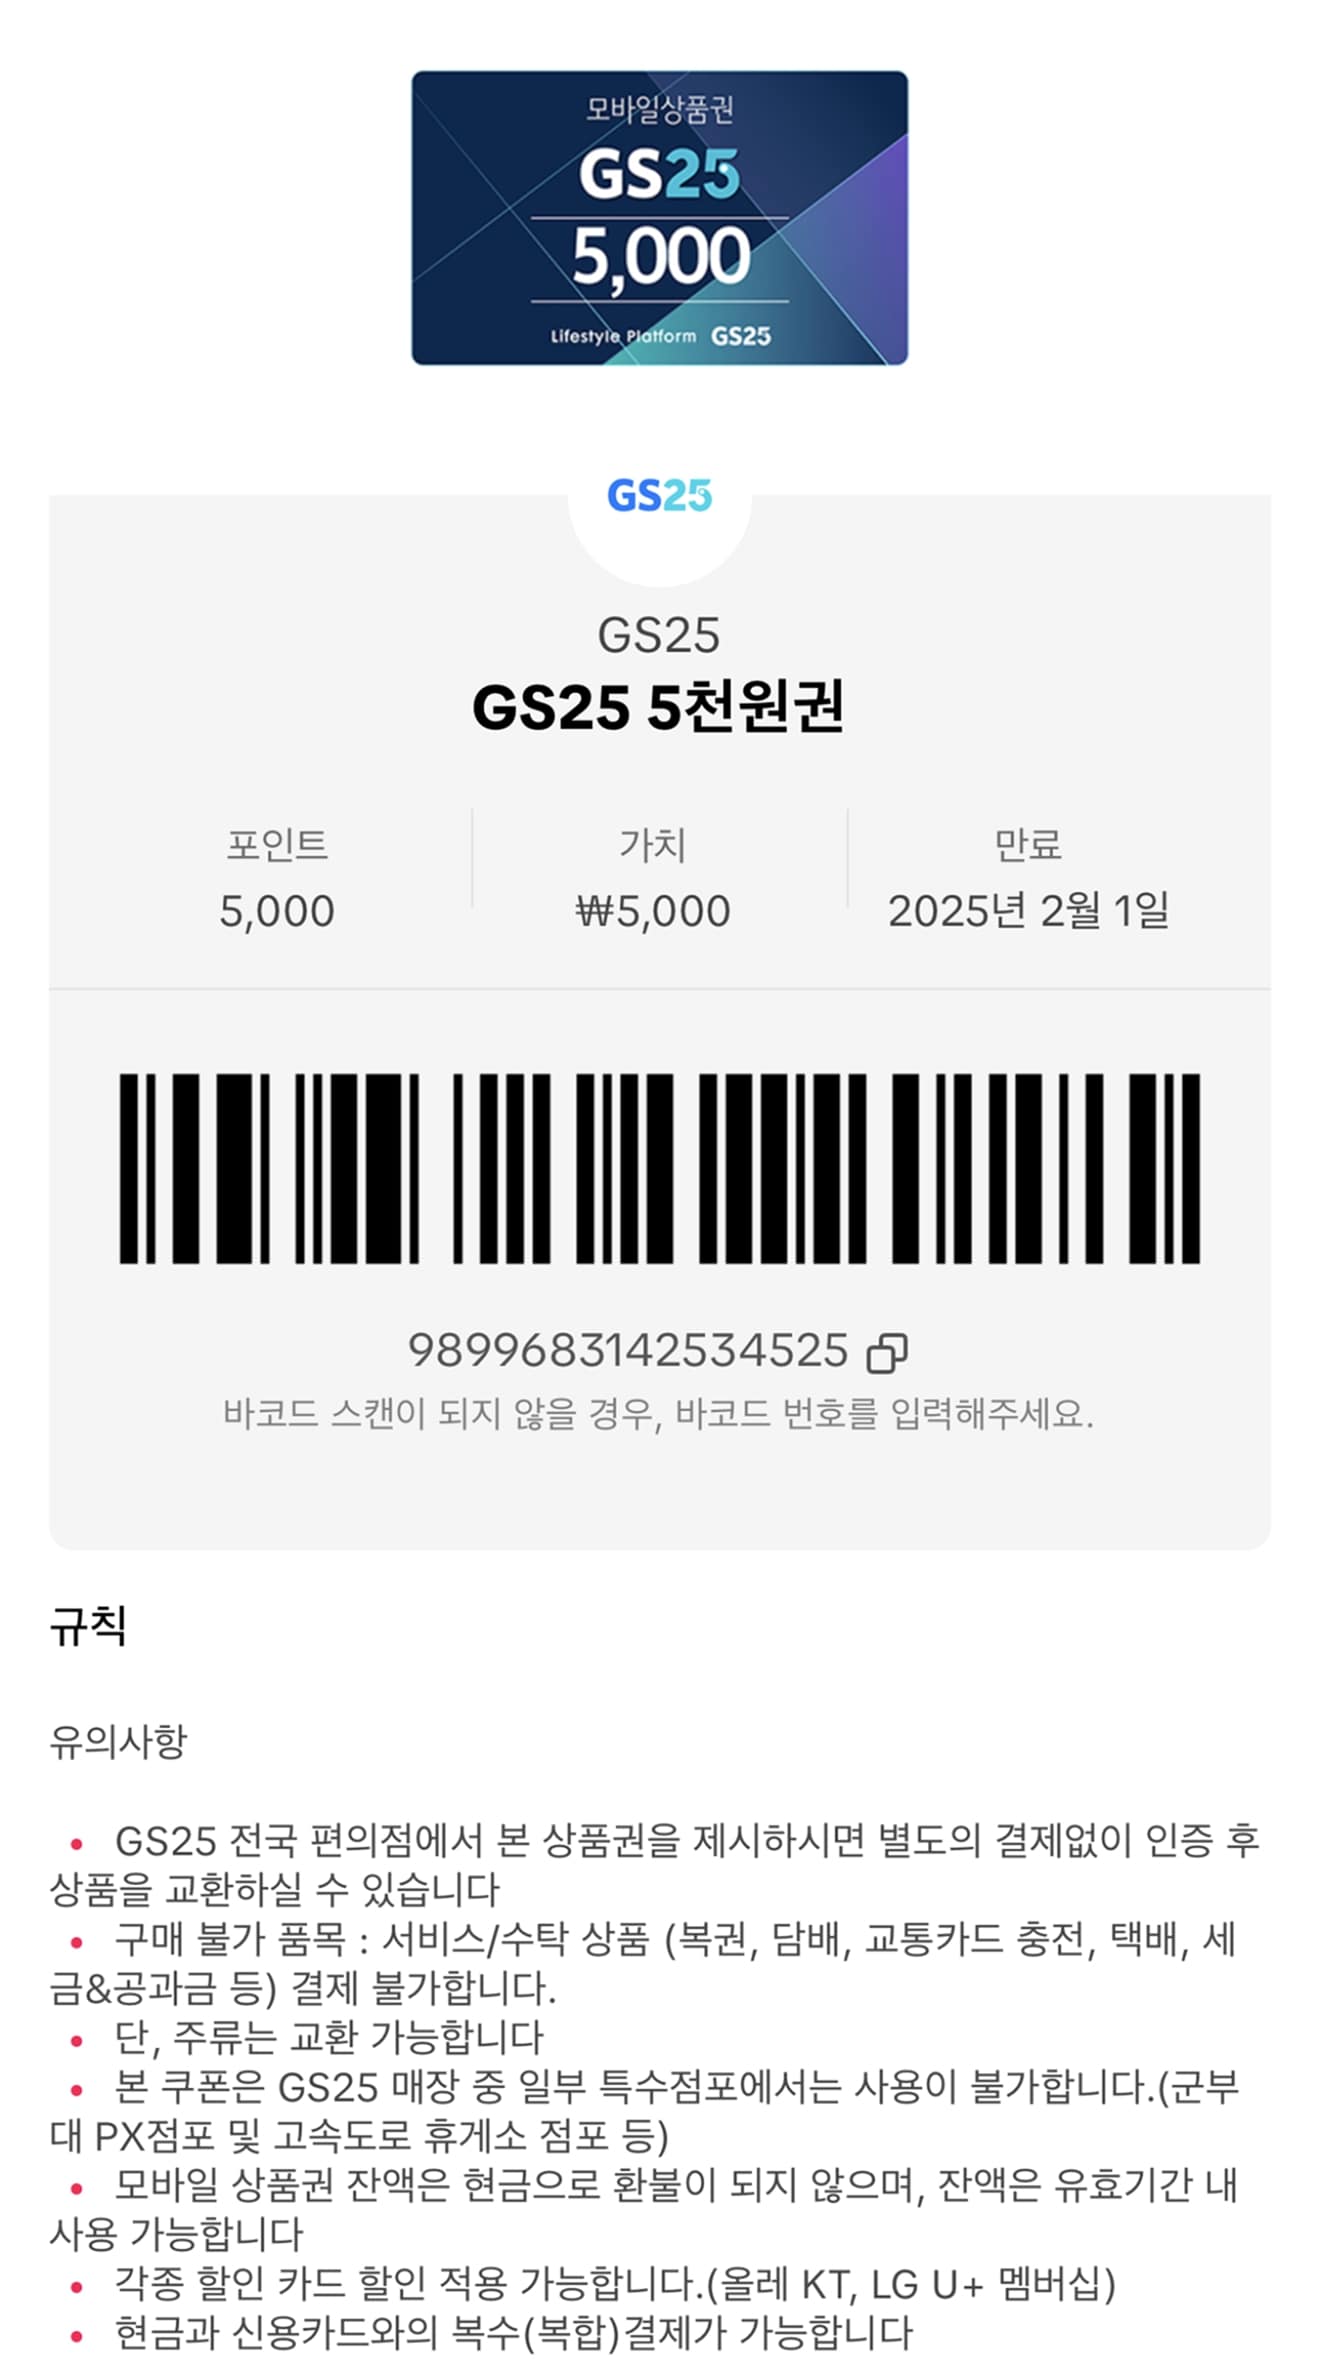 모바일상품권
GS25
5,000
Lifestyle Platform GS25
GS25
GS25
GS25 5천원권
포인트 가치 만료
5,000 ₩5,000 2025년 2월 1일
9899683142534525
바코드 스캔이 되지 않을 경우, 바코드 번호를 입력해주세요.
규칙
유의사항
• GS25 전국 편의점에서 본 상품권을 제시하시면 별도의 결제없이 인증 후
상품을 교환하실 수 있습니다
• 구매 불가 품목 : 서비스/수탁 상품 (복권, 담배, 교통카드 충전, 택배, 세
금&공과금 등) 결제 불가합니다.
• 단, 주류는 교환 가능합니다
• 본 쿠폰은 GS25 매장 중 일부 특수점포에서는 사용이 불가합니다.(군부
대 PX점포 및 고속도로 휴게소 점포 등)
• 모바일 상품권 잔액은 현금으로 환불이 되지 않으며, 잔액은 유효기간 내
사용 가능합니다
• 각종 할인 카드 할인 적용 가능합니다.(올레 KT, LG U+ 멤버십)
• 현금과 신용카드와의 복수(복합)결제가 가능합니다